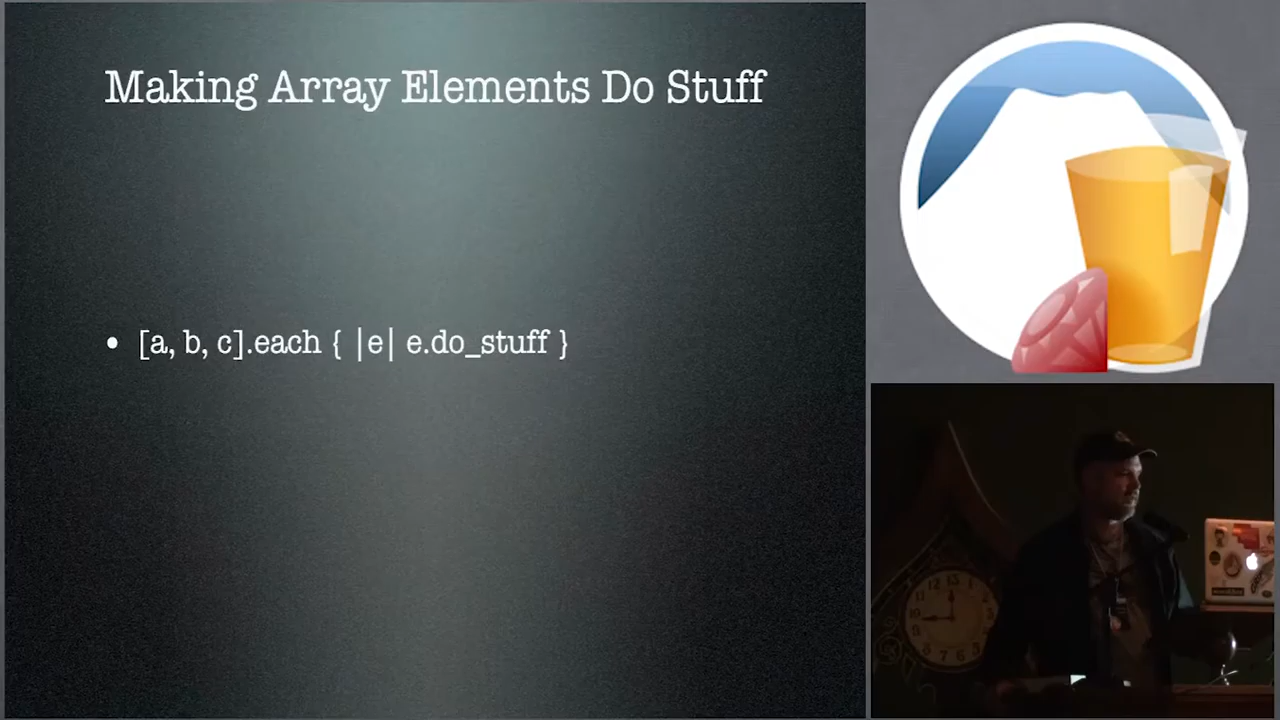 Making Array Elements Do Stuff
• [a, b, c].each { |e| e.do_stuff }